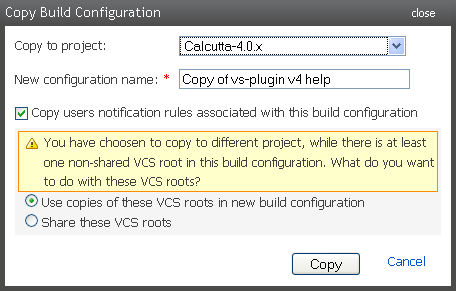 Copy Build Configuration
close
Copy to project:
Calcutta-4.0.x
New configuration name: *
Copy of vs-plugin v4 help
Copy users notification rules associated with this build configuration
You have choosen to copy to different project, while there is at least
one non-shared VCS root in this build configuration. What do you want
to do with these VCS roots?
Use copies of these VCS roots in new build configuration
Share these VCS roots
Copy
Cancel